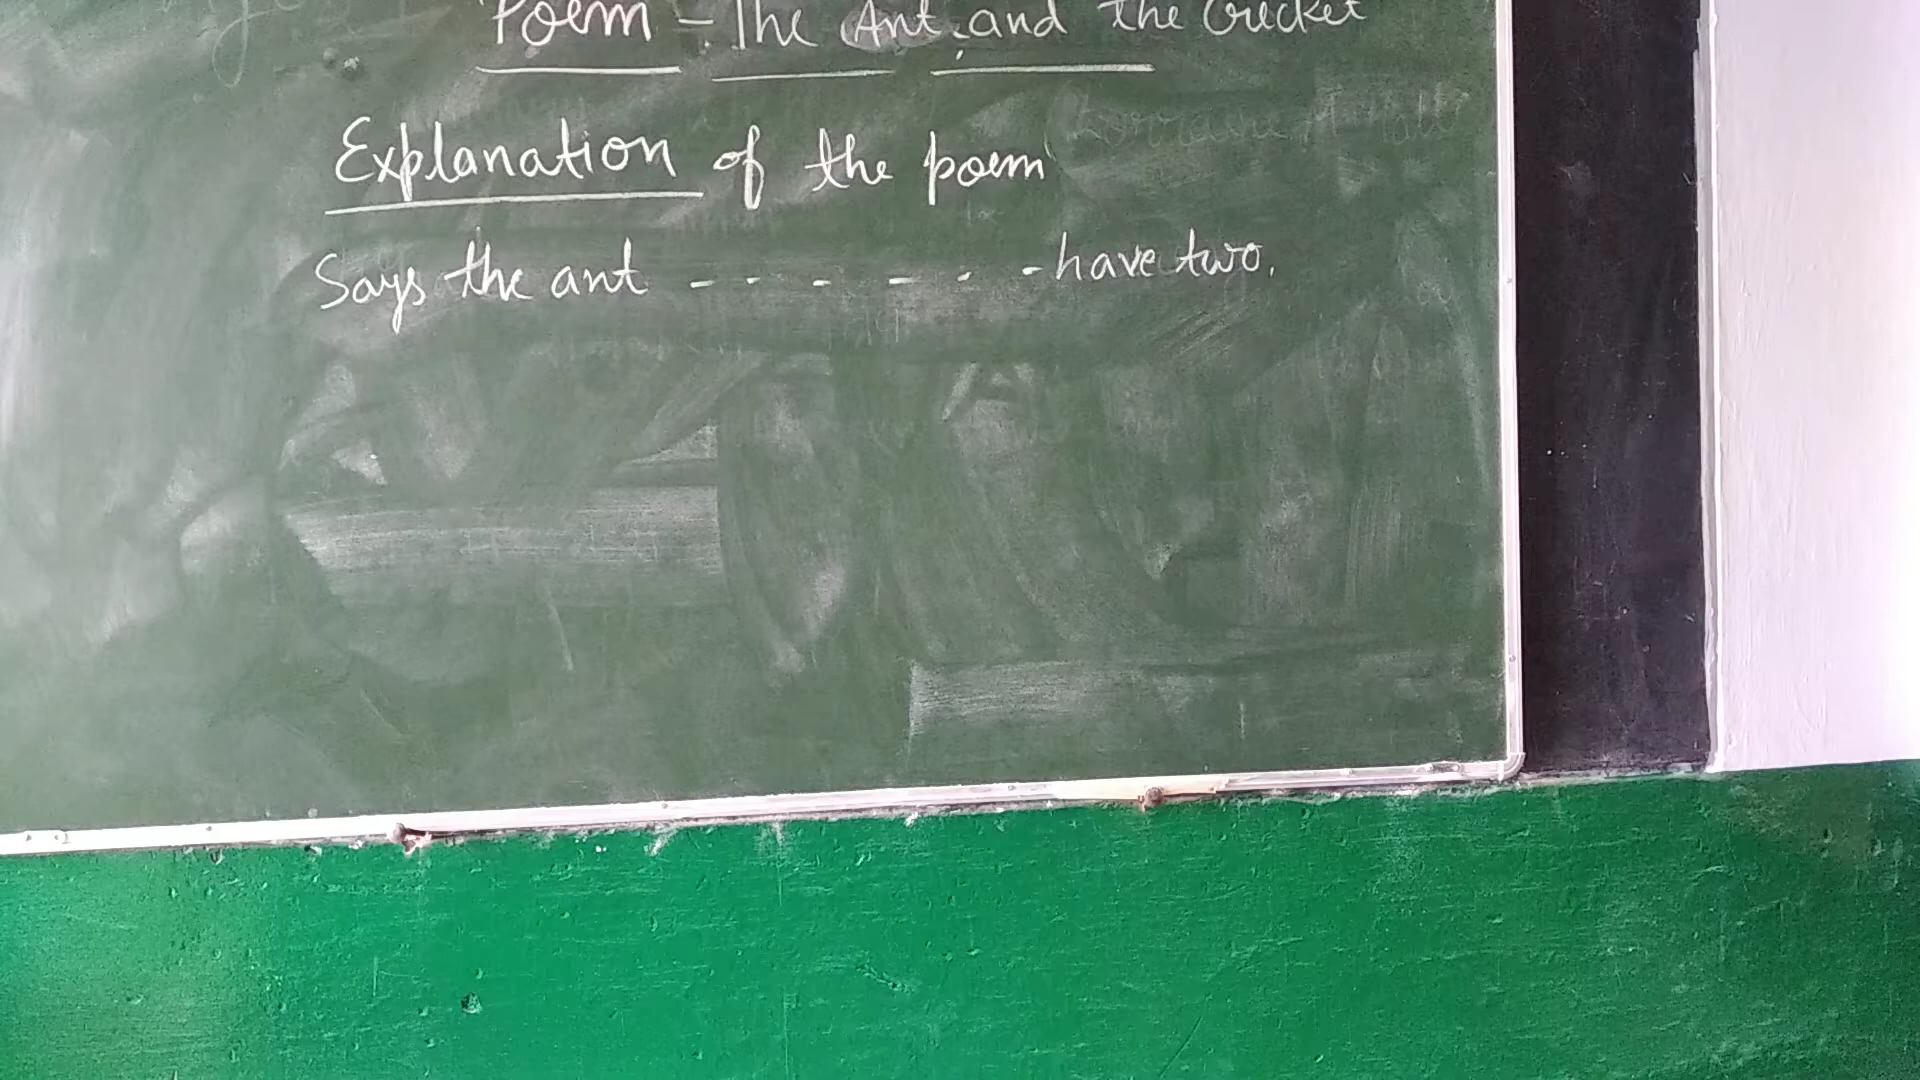 Poem - The Ant and the Cricket
Explanation of the poem
Says the ant - - - - - - have two.